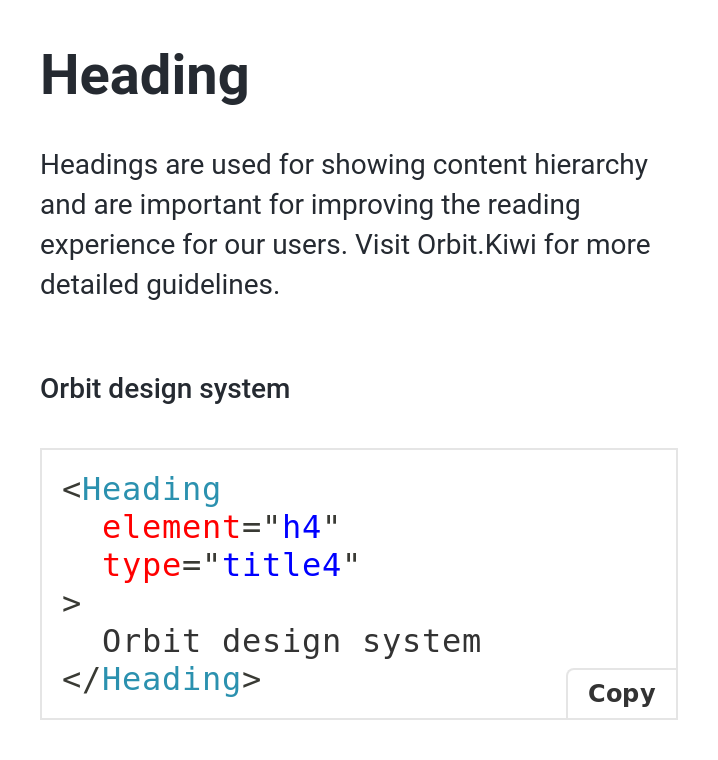 Heading
Headings are used for showing content hierarchy
and are important for improving the reading
experience for our users. Visit Orbit.Kiwi for more
detailed guidelines.
Orbit design system
<Heading
  element="h4"
  type="title4"
>
  Orbit design system
</Heading>
Copy